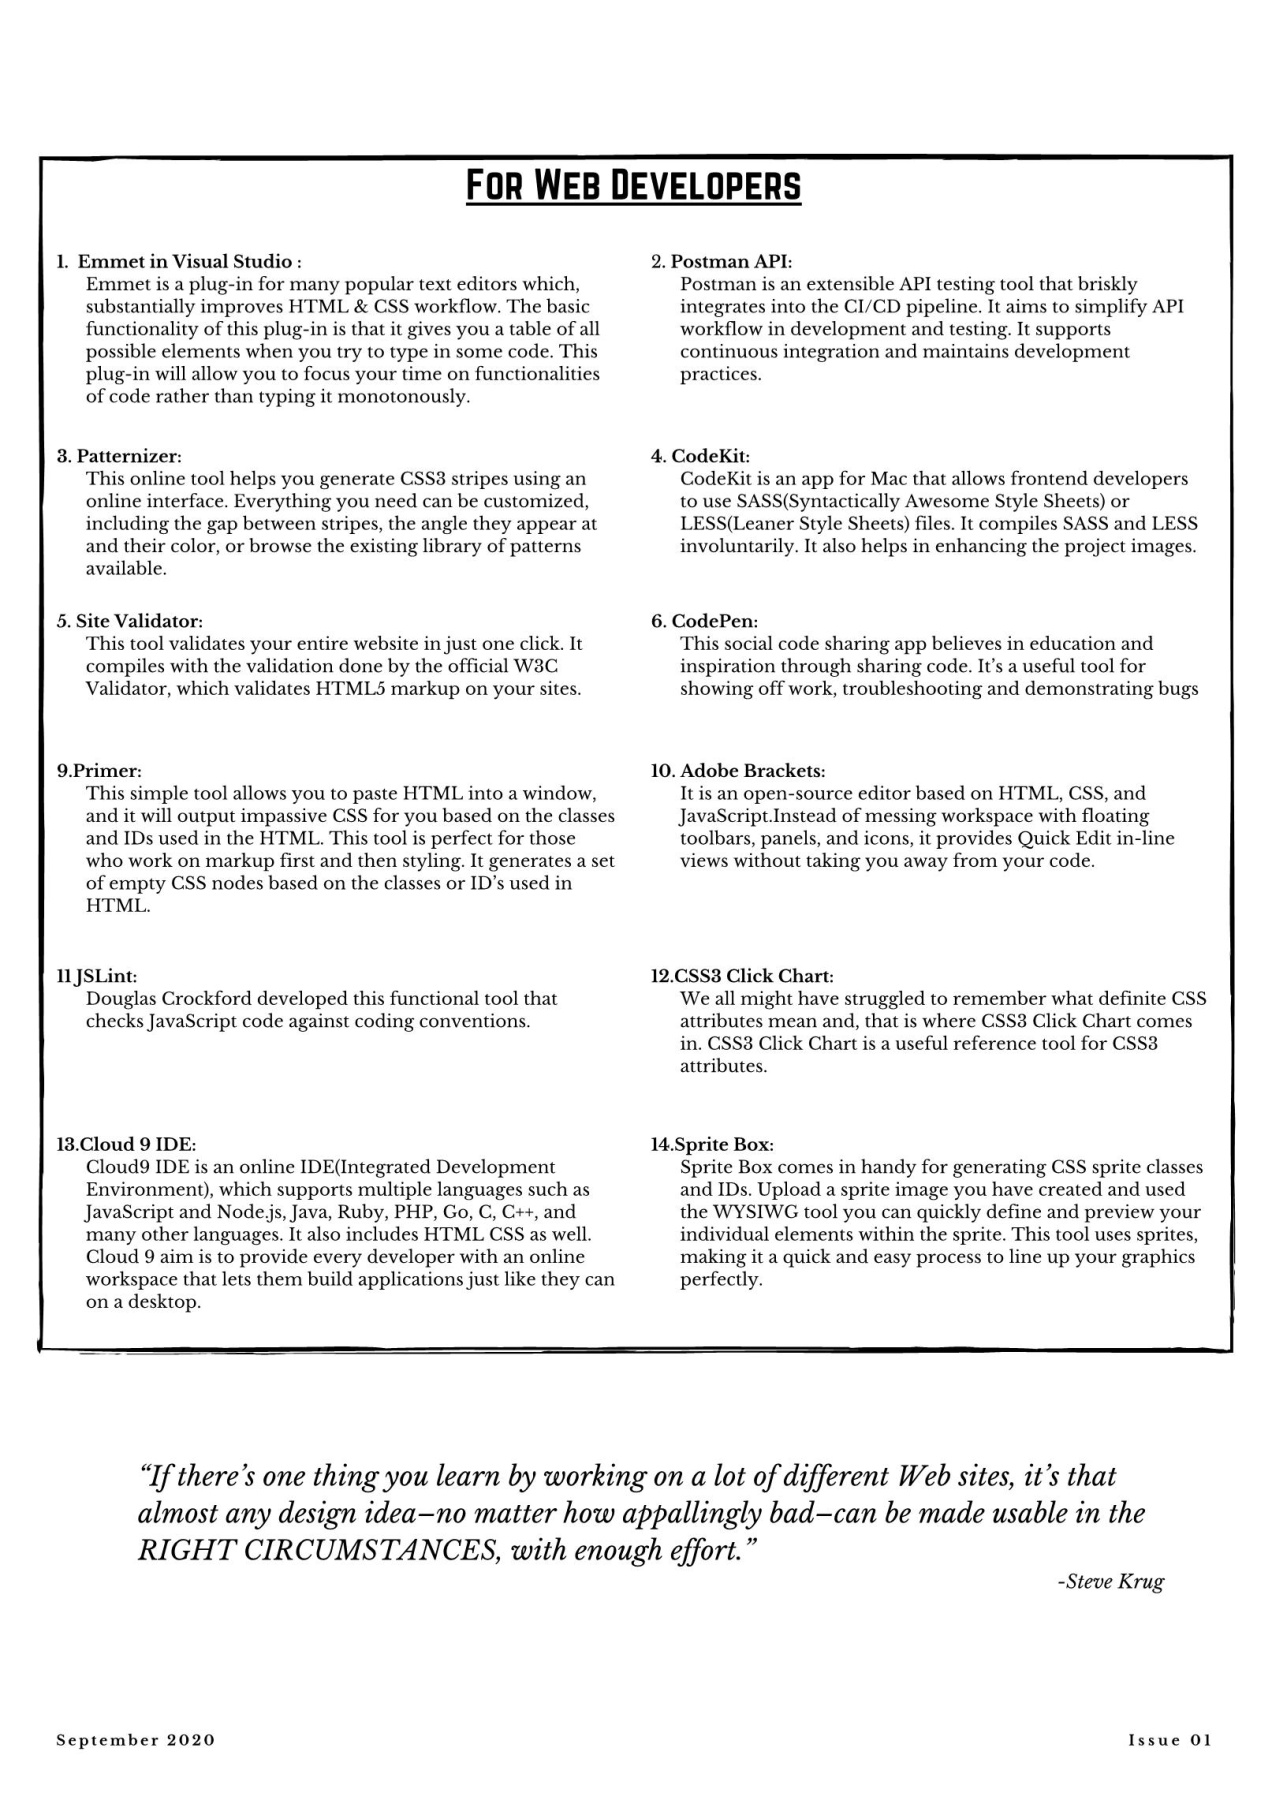 For Web Developers
1. Emmet in Visual Studio :
Emmet is a plug-in for many popular text editors which,
substantially improves HTML & CSS workflow. The basic
functionality of this plug-in is that it gives you a table of all
possible elements when you try to type in some code. This
plug-in will allow you to focus your time on functionalities
of code rather than typing it monotonously.
2. Postman API:
Postman is an extensible API testing tool that briskly
integrates into the CI/CD pipeline. It aims to simplify API
workflow in development and testing. It supports
continuous integration and maintains development
practices.
3. Patternizer:
This online tool helps you generate CSS3 stripes using an
online interface. Everything you need can be customized,
including the gap between stripes, the angle they appear at
and their color, or browse the existing library of patterns
available.
4. CodeKit:
CodeKit is an app for Mac that allows frontend developers
to use SASS(Syntactically Awesome Style Sheets) or
LESS(Leaner Style Sheets) files. It compiles SASS and LESS
involuntarily. It also helps in enhancing the project images.
5. Site Validator:
This tool validates your entire website in just one click. It
compiles with the validation done by the official W3C
Validator, which validates HTML5 markup on your sites.
6. CodePen:
This social code sharing app believes in education and
inspiration through sharing code. It’s a useful tool for
showing off work, troubleshooting and demonstrating bugs
9.Primer:
This simple tool allows you to paste HTML into a window,
and it will output impassive CSS for you based on the classes
and IDs used in the HTML. This tool is perfect for those
who work on markup first and then styling. It generates a set
of empty CSS nodes based on the classes or ID’s used in
HTML.
10. Adobe Brackets:
It is an open-source editor based on HTML, CSS, and
JavaScript.Instead of messing workspace with floating
toolbars, panels, and icons, it provides Quick Edit in-line
views without taking you away from your code.
11 JSLint:
Douglas Crockford developed this functional tool that
checks JavaScript code against coding conventions.
12.CSS3 Click Chart:
We all might have struggled to remember what definite CSS
attributes mean and, that is where CSS3 Click Chart comes
in. CSS3 Click Chart is a useful reference tool for CSS3
attributes.
13.Cloud 9 IDE:
Cloud9 IDE is an online IDE(Integrated Development
Environment), which supports multiple languages such as
JavaScript and Node.js, Java, Ruby, PHP, Go, C, C++, and
many other languages. It also includes HTML CSS as well.
Cloud 9 aim is to provide every developer with an online
workspace that lets them build applications just like they can
on a desktop.
14.Sprite Box:
Sprite Box comes in handy for generating CSS sprite classes
and IDs. Upload a sprite image you have created and used
the WYSIWG tool you can quickly define and preview your
individual elements within the sprite. This tool uses sprites,
making it a quick and easy process to line up your graphics
perfectly.
“If there’s one thing you learn by working on a lot of different Web sites, it’s that
almost any design idea–no matter how appallingly bad–can be made usable in the
RIGHT CIRCUMSTANCES, with enough effort.”
-Steve Krug
September 2020
Issue 01